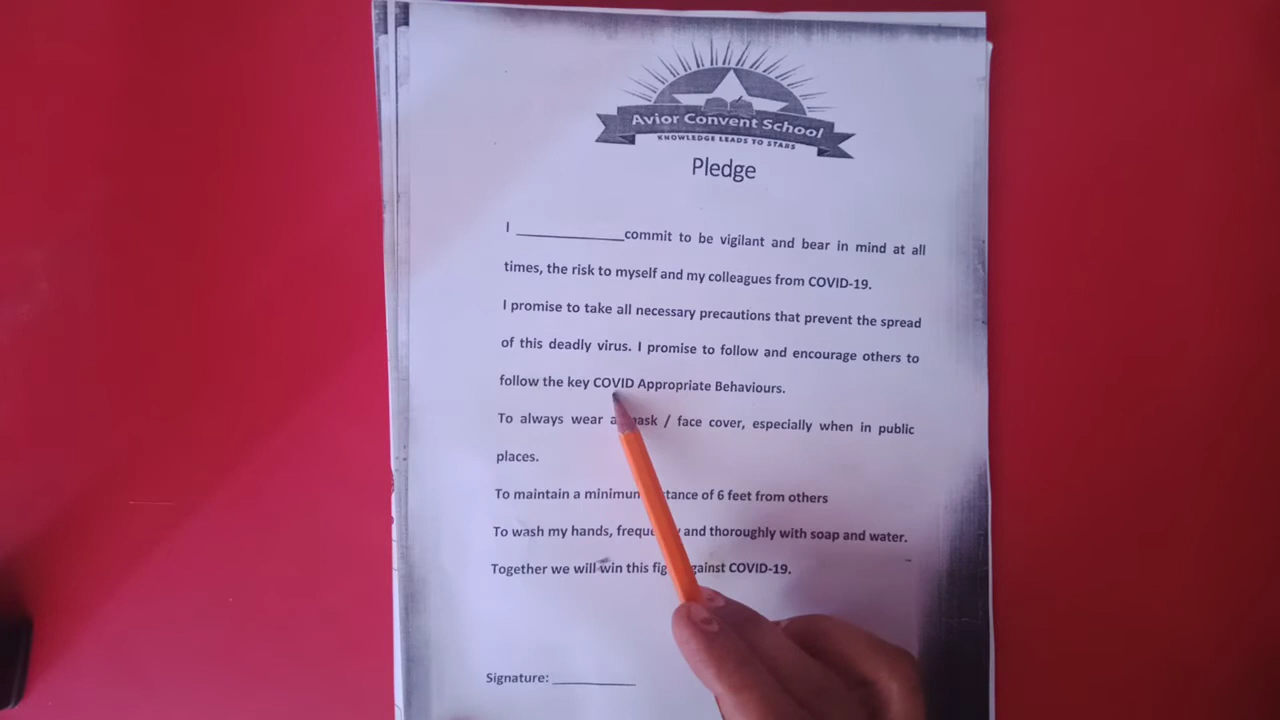 Avior Convent School
KNOWLEDGE LEADS TO STARS
Pledge
I _____________commit to be vigilant and bear in mind at all
times, the risk to myself and my colleagues from COVID-19.
I promise to take all necessary precautions that prevent the spread
of this deadly virus. I promise to follow and encourage others to
follow the key COVID Appropriate Behaviours.
To always wear a / face cover, especially when in public
places.
To maintain a of 6 feet from others
To wash my hands, and thoroughly with soap and water.
Together we will win this COVID-19.
Signature: __________